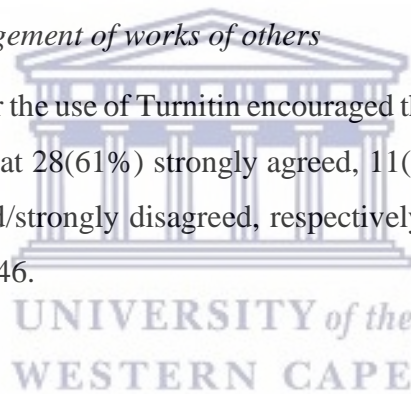 gement of works of others
r the use of Turnitin encouraged th
at 28(61%) strongly agreed, 11(
d/strongly disagreed, respectively
46.
UNIVERSITY of the
WESTERN CAPE